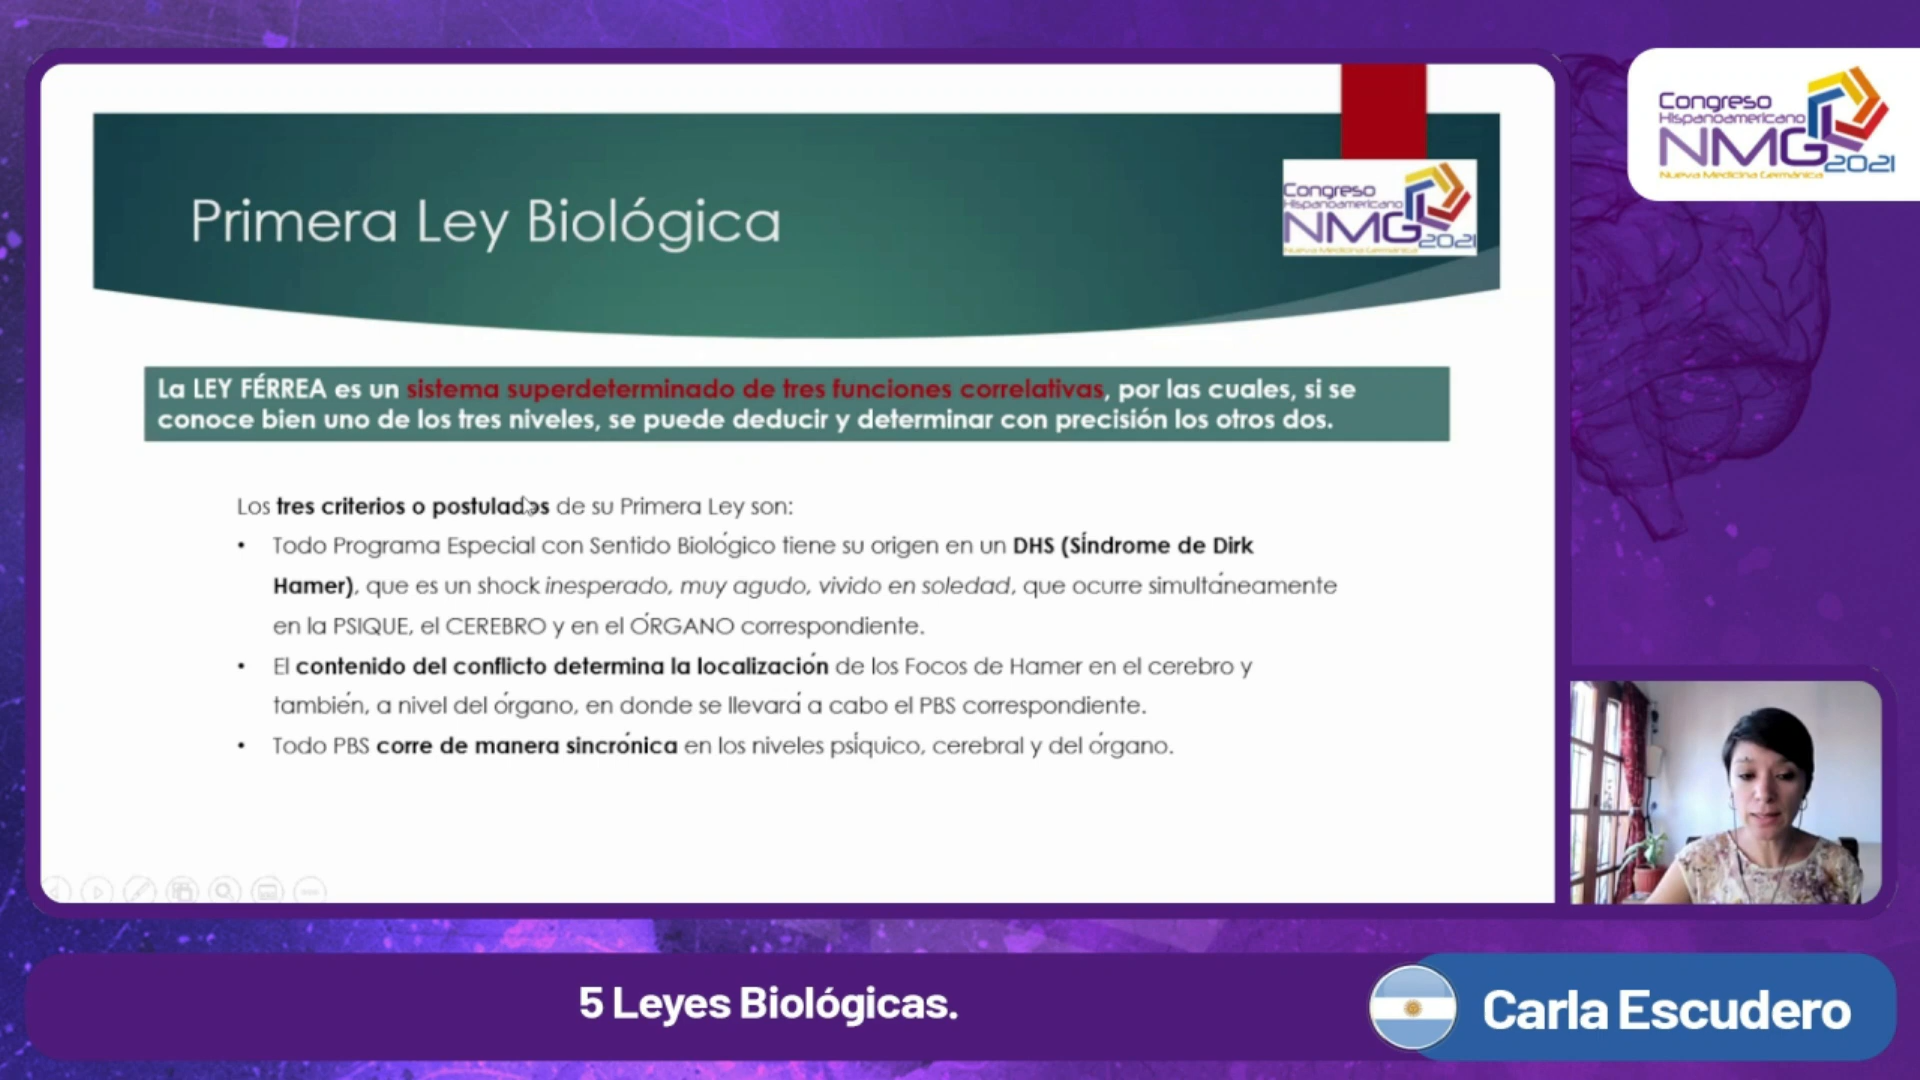 Congreso
Hispanoamericano
NMG
2021
Nueva Medicina Germánica
Primera Ley Biológica
Congreso
Hispanoamericano
NMG
2021
Nueva Medicina Germánica
La LEY FÉRREA es un sistema superdeterminado de tres funciones correlativas, por las cuales, si se
conoce bien uno de los tres niveles, se puede deducir y determinar con precisión los otros dos.
Los tres criterios o postulados de su Primera Ley son:
• Todo Programa Especial con Sentido Biológico tiene su origen en un DHS (Síndrome de Dirk
Hamer), que es un shock inesperado, muy agudo, vivido en soledad, que ocurre simultáneamente
en la PSIQUE, el CEREBRO y en el ÓRGANO correspondiente.
• El contenido del conflicto determina la localización de los Focos de Hamer en el cerebro y
también, a nivel del órgano, en donde se llevará a cabo el PBS correspondiente.
• Todo PBS corre de manera sincrónica en los niveles psíquico, cerebral y del órgano.
5 Leyes Biológicas.
Carla Escudero